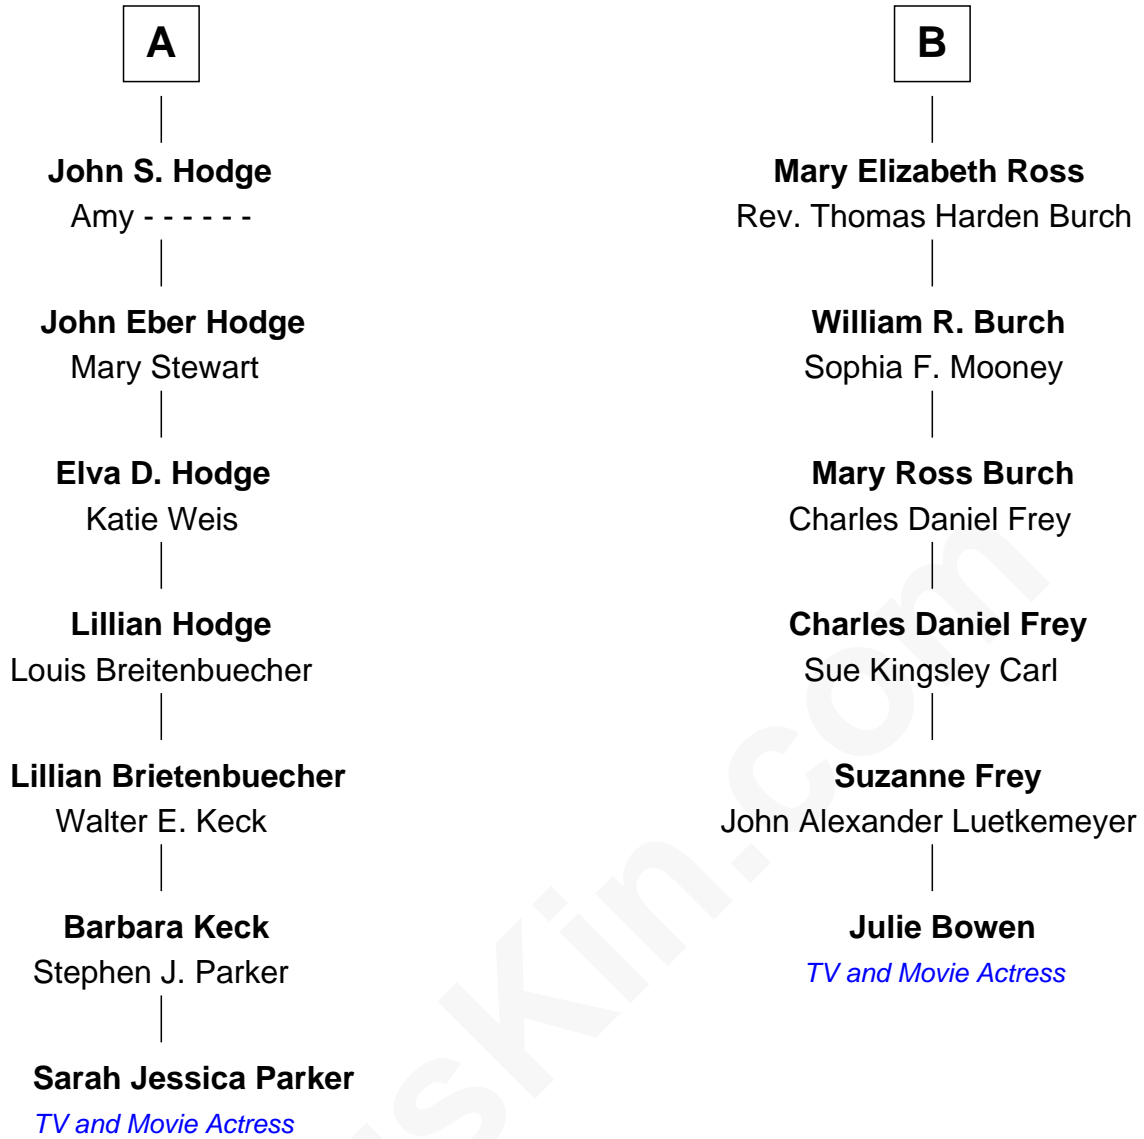 A
John S. Hodge
Amy - - - - - -
John Eber Hodge
Mary Stewart
Elva D. Hodge
Katie Weis
Lillian Hodge
Louis Breitenbuecher
Lillian Brietenbuecher
Walter E. Keck
Barbara Keck
Stephen J. Parker
Sarah Jessica Parker
TV and Movie Actress
B
Mary Elizabeth Ross
Rev. Thomas Harden Burch
William R. Burch
Sophia F. Mooney
Mary Ross Burch
Charles Daniel Frey
Charles Daniel Frey
Sue Kingsley Carl
Suzanne Frey
John Alexander Luetkemeyer
Julie Bowen
TV and Movie Actress
usKin.com